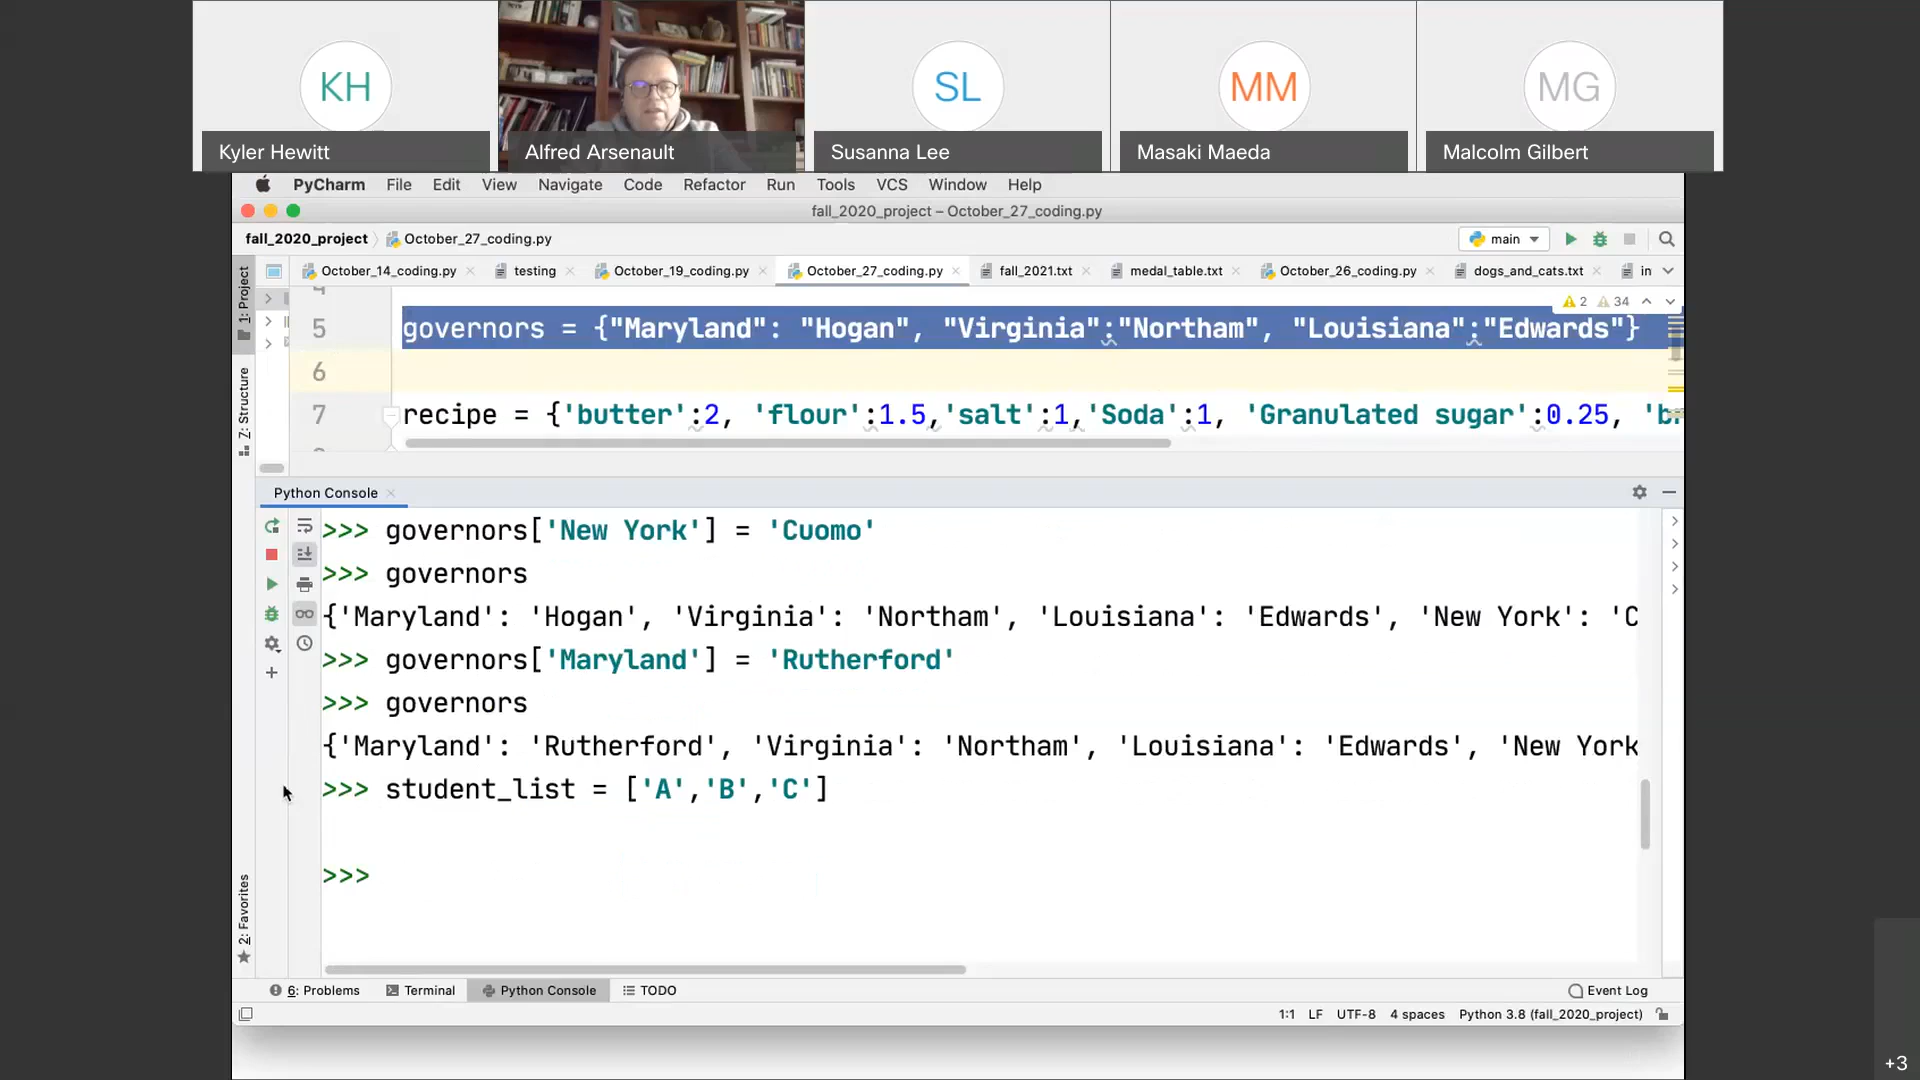 KH
SL
MM
MG
Kyler Hewitt
Alfred Arsenault
Susanna Lee
Masaki Maeda
Malcolm Gilbert
PyCharm File Edit View Navigate Code Refactor Run Tools VCS Window Help
fall_2020_project – October_27_coding.py
fall_2020_project October_27_coding.py
main
October_14_coding.py testing October_19_coding.py October_27_coding.py fall_2021.txt medal_table.txt October_26_coding.py dogs_and_cats.txt in
1: Project
2 34
5 governors = {"Maryland": "Hogan", "Virginia":"Northam", "Louisiana":"Edwards"}
6
7 recipe = {'butter':2, 'flour':1.5,'salt':1,'Soda':1, 'Granulated sugar':0.25, 'br
Z: Structure
Python Console
>>> governors['New York'] = 'Cuomo'
>>> governors
{'Maryland': 'Hogan', 'Virginia': 'Northam', 'Louisiana': 'Edwards', 'New York': 'C
>>> governors['Maryland'] = 'Rutherford'
>>> governors
{'Maryland': 'Rutherford', 'Virginia': 'Northam', 'Louisiana': 'Edwards', 'New York
>>> student_list = ['A','B','C']
>>>
2: Favorites
6: Problems Terminal Python Console TODO Event Log
1:1 LF UTF-8 4 spaces Python 3.8 (fall_2020_project)
+3